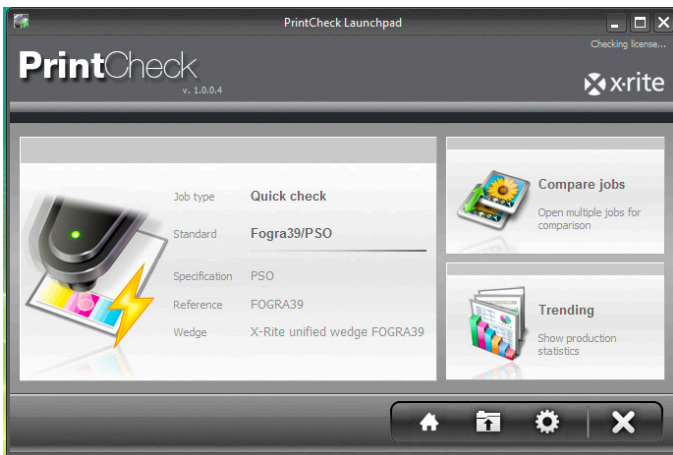 PrintCheck Launchpad
Checking license...
PrintCheck
v. 1.0.0.4
x·rite
Job type Quick check
Standard Fogra39/PSO
Specification PSO
Reference FOGRA39
Wedge X-Rite unified wedge FOGRA39
Compare jobs
Open multiple jobs for
comparison
Trending
Show production
statistics